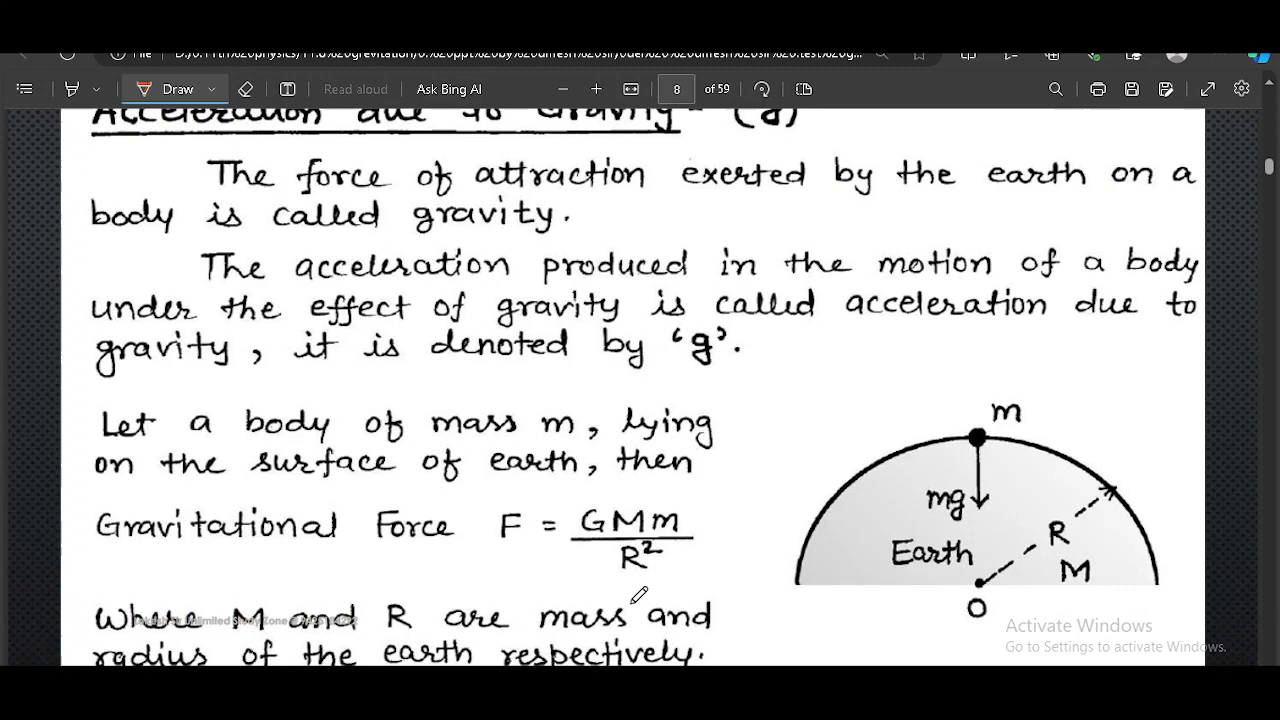 Draw
Read aloud
Ask Bing AI
8 of 59
Acceleration due to Gravity - (g)
The force of attraction exerted by the earth on a
body is called gravity.
The acceleration produced in the motion of a body
under the effect of gravity is called acceleration due to
gravity, it is denoted by ‘g’.
Let a body of mass m, lying
on the surface of earth, then
Gravitational Force F = GMm / R²
Where M and R are mass and
radius of the earth respectively.
m
mg
R
Earth
M
O
Activate Windows
Go to Settings to activate Windows.